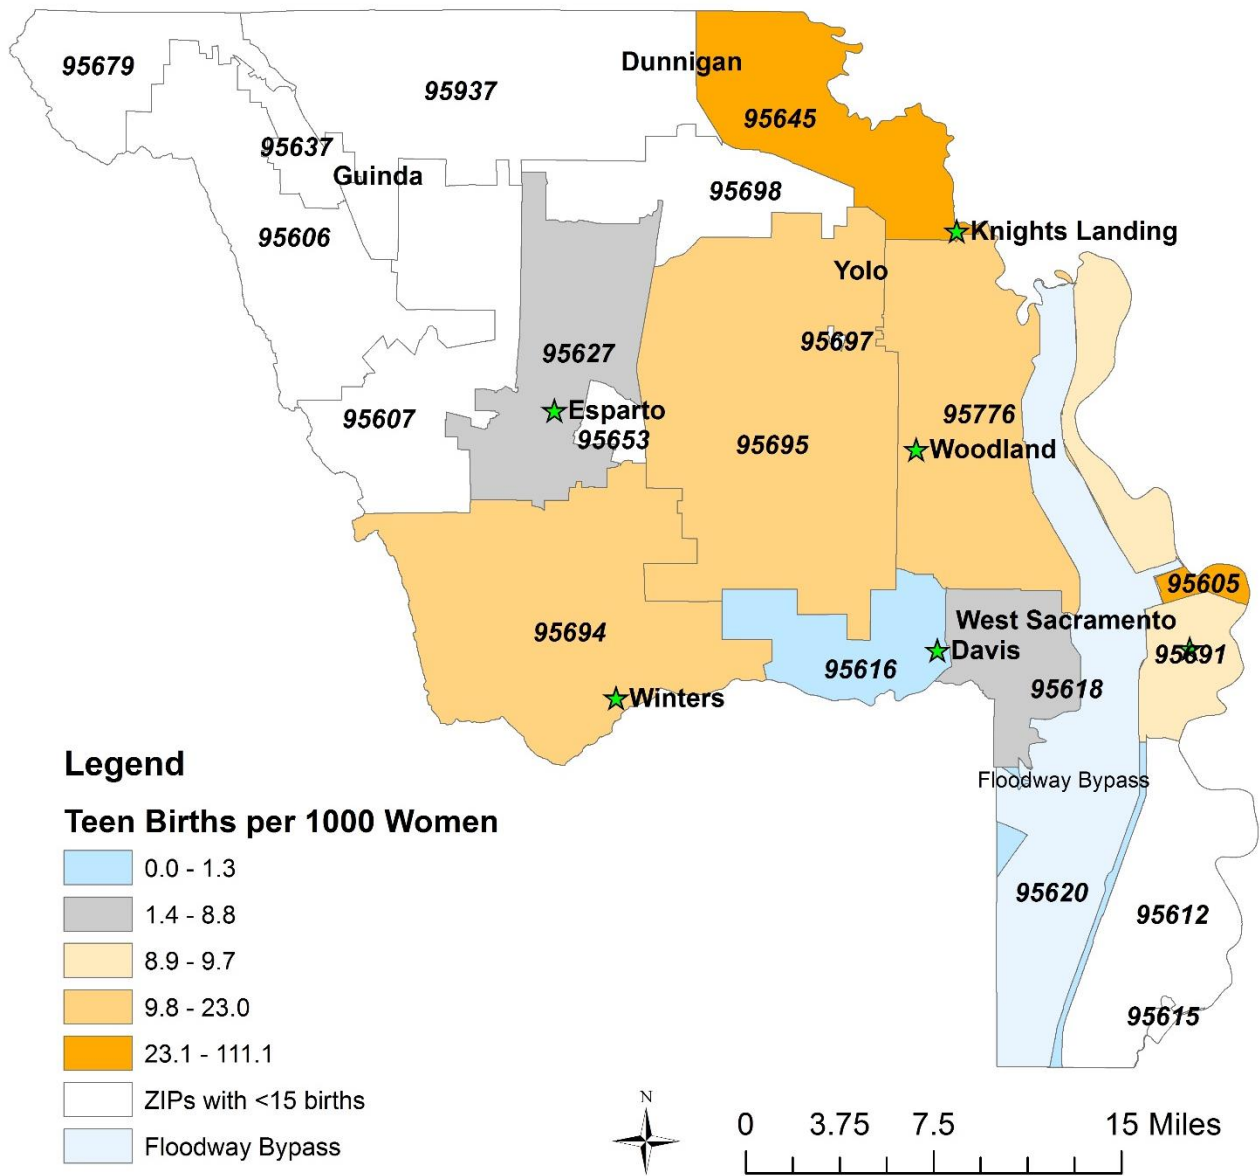 Dunnigan
95679
95937
95645
95637
Guinda
95698
95606
Knights Landing
Yolo
95697
95627
Esparto
95607
95653
95695
95776
Woodland
95605
West Sacramento
95694
Davis
95691
95616
95618
Winters
Floodway Bypass
95620
95612
95615
Legend
Teen Births per 1000 Women
0.0 - 1.3
1.4 - 8.8
8.9 - 9.7
9.8 - 23.0
23.1 - 111.1
ZIPs with <15 births
Floodway Bypass
N
0 3.75 7.5 15 Miles